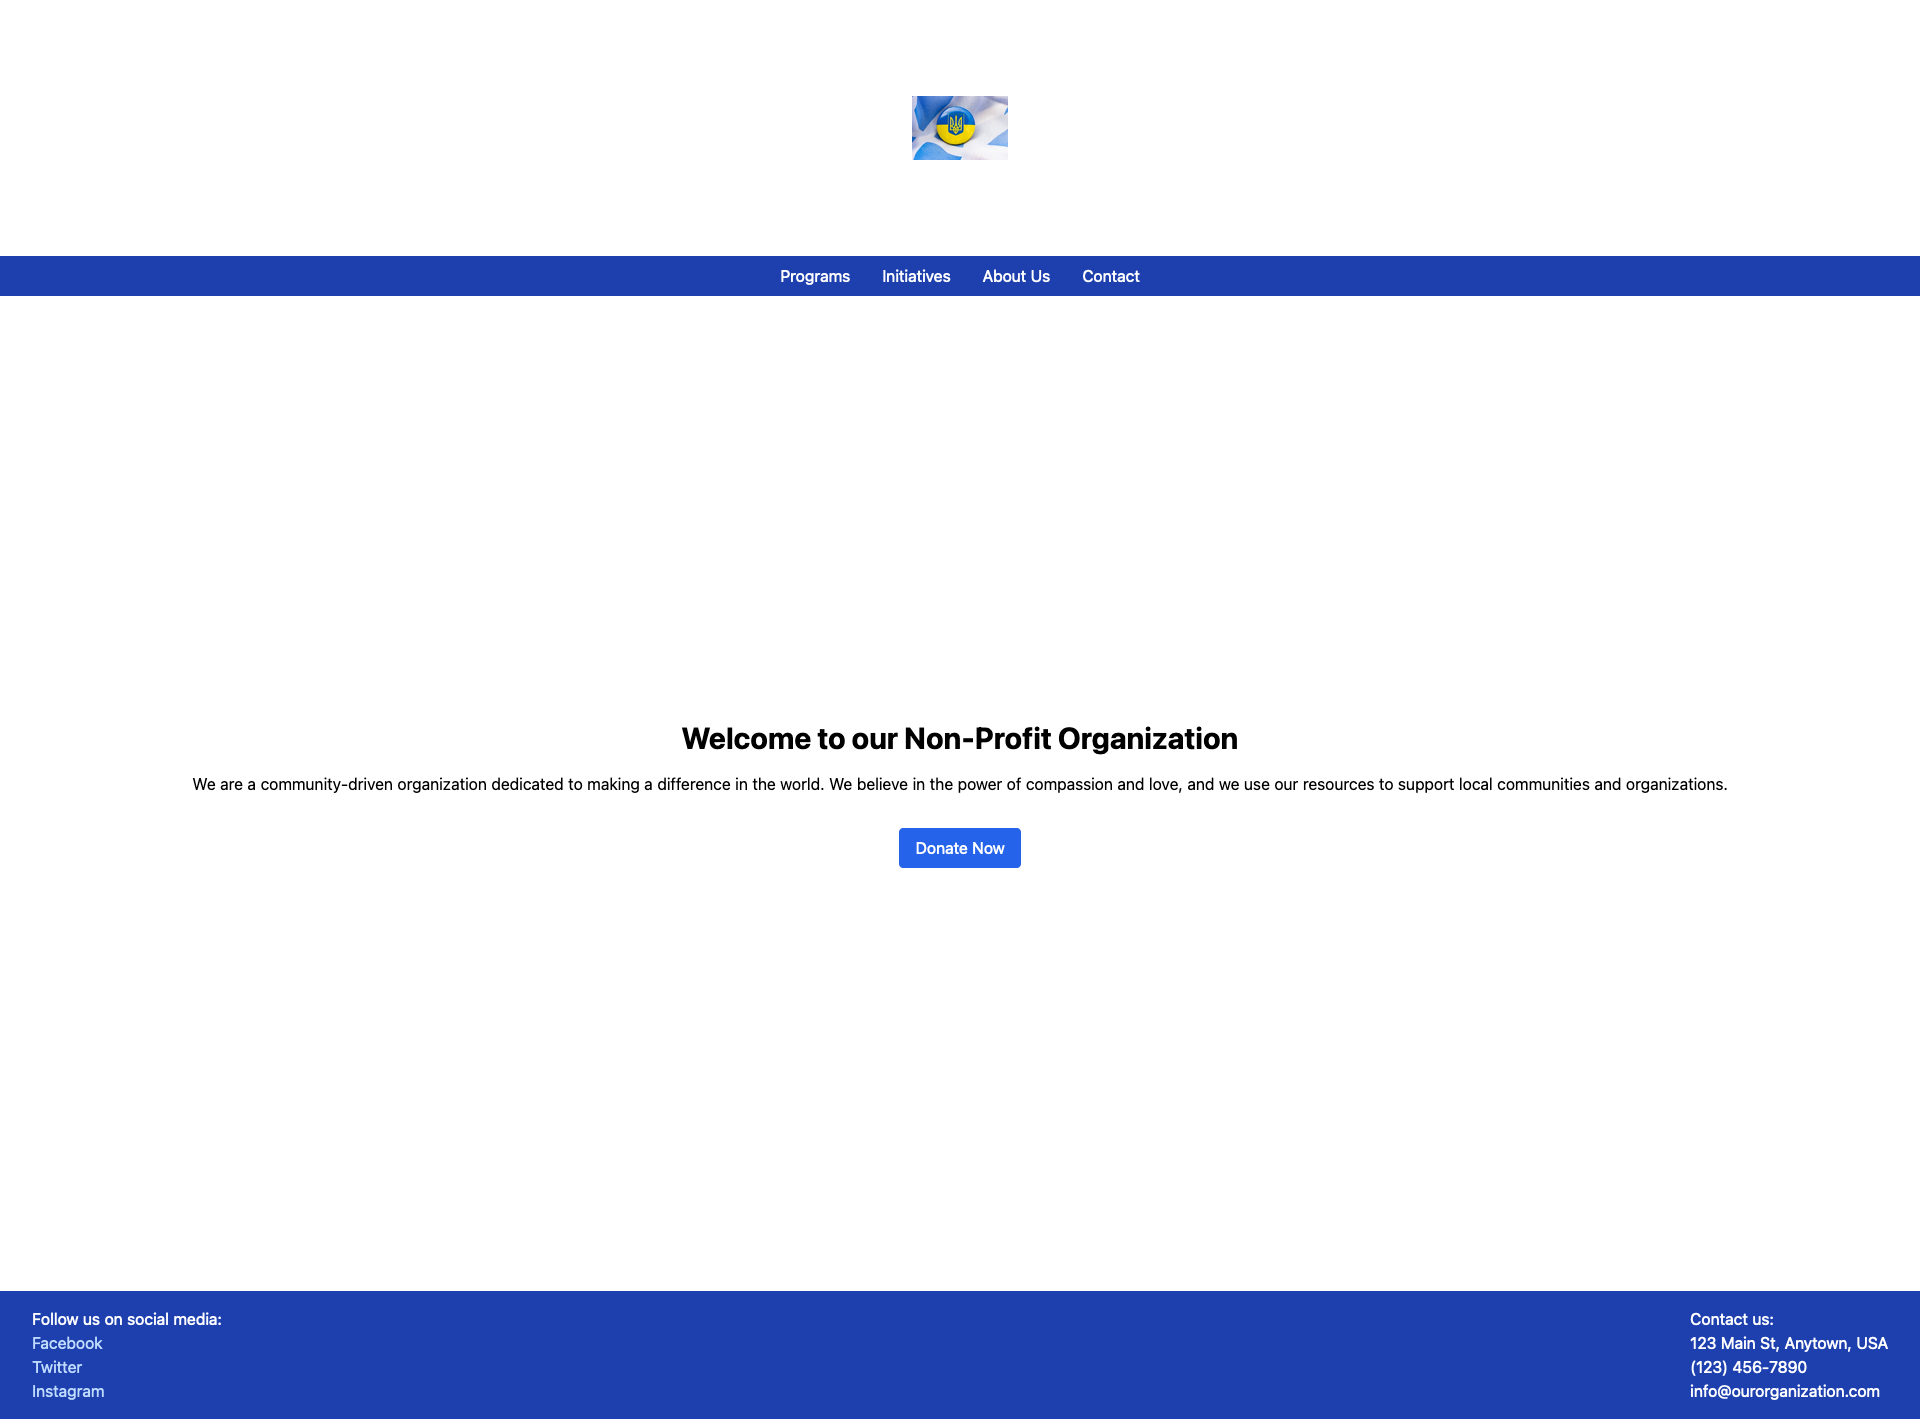 Programs Initiatives About Us Contact
Welcome to our Non-Profit Organization
We are a community-driven organization dedicated to making a difference in the world. We believe in the power of compassion and love, and we use our resources to support local communities and organizations.
Donate Now
Follow us on social media:
Facebook
Twitter
Instagram
Contact us:
123 Main St, Anytown, USA
(123) 456-7890
info@ourorganization.com